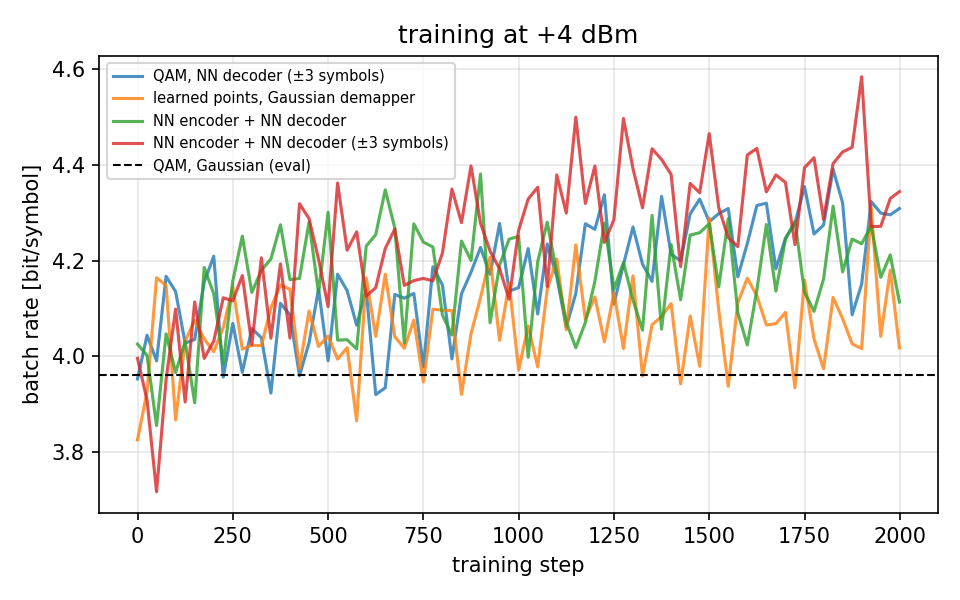 training at +4 dBm
4.6
4.4
4.2
4.0
3.8
batch rate [bit/symbol]
QAM, NN decoder (±3 symbols)
learned points, Gaussian demapper
NN encoder + NN decoder
NN encoder + NN decoder (±3 symbols)
QAM, Gaussian (eval)
0 250 500 750 1000 1250 1500 1750 2000
training step